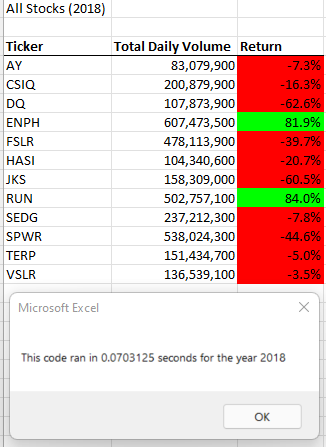 All Stocks (2018)
Ticker Total Daily Volume Return
AY 83,079,900 -7.3%
CSIQ 200,879,900 -16.3%
DQ 107,873,900 -62.6%
ENPH 607,473,500 81.9%
FSLR 478,113,900 -39.7%
HASI 104,340,600 -20.7%
JKS 158,309,000 -60.5%
RUN 502,757,100 84.0%
SEDG 237,212,300 -7.8%
SPWR 538,024,300 -44.6%
TERP 151,434,700 -5.0%
VSLR 136,539,100 -3.5%
Microsoft Excel
This code ran in 0.0703125 seconds for the year 2018
OK